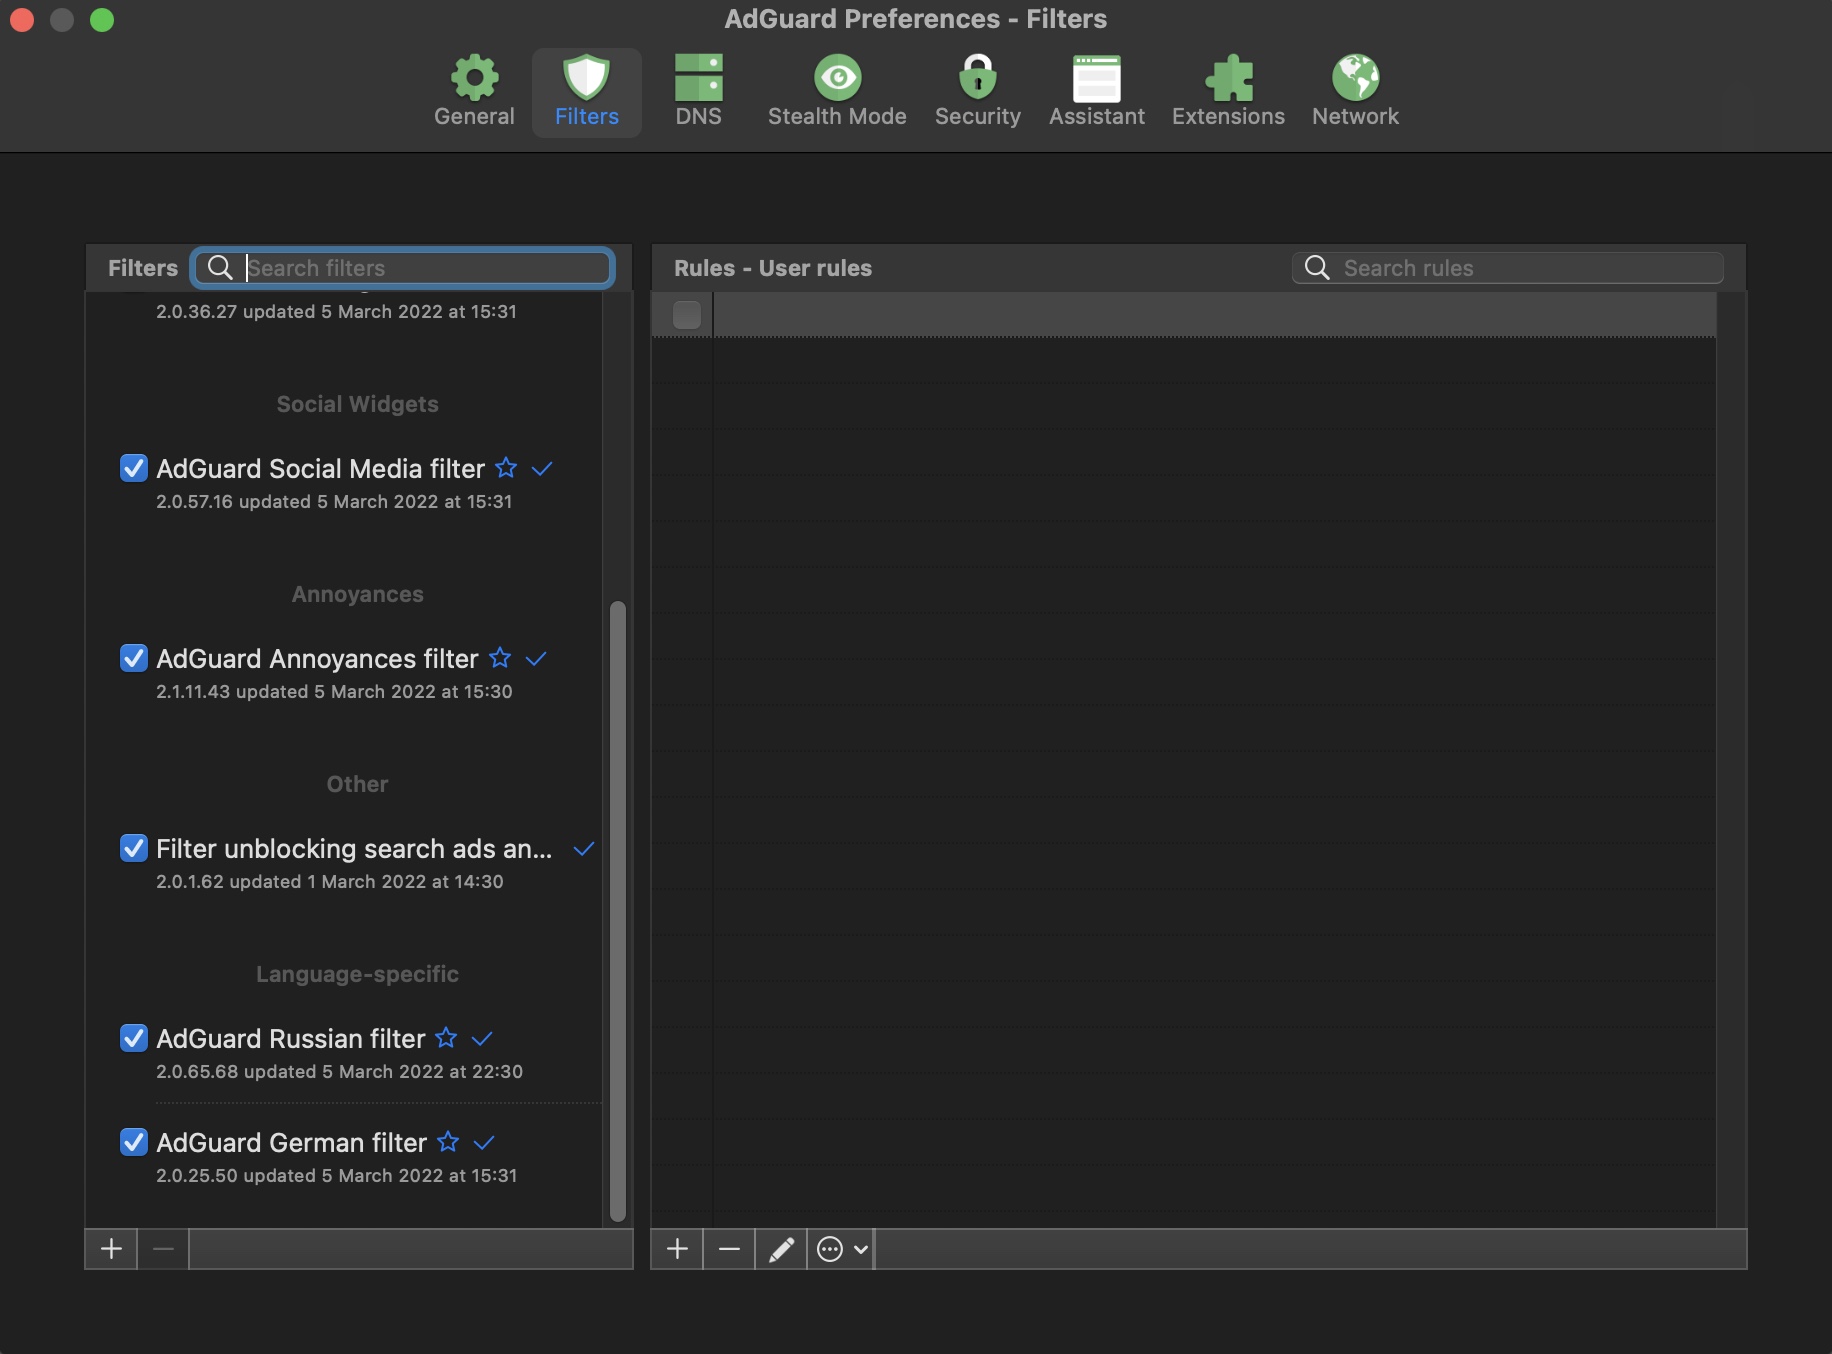 AdGuard Preferences - Filters
General
Filters
DNS
Stealth Mode
Security
Assistant
Extensions
Network
Filters
Search filters
2.0.36.27 updated 5 March 2022 at 15:31
Social Widgets
AdGuard Social Media filter
2.0.57.16 updated 5 March 2022 at 15:31
Annoyances
AdGuard Annoyances filter
2.1.11.43 updated 5 March 2022 at 15:30
Other
Filter unblocking search ads an...
2.0.1.62 updated 1 March 2022 at 14:30
Language-specific
AdGuard Russian filter
2.0.65.68 updated 5 March 2022 at 22:30
AdGuard German filter
2.0.25.50 updated 5 March 2022 at 15:31
Rules - User rules
Search rules